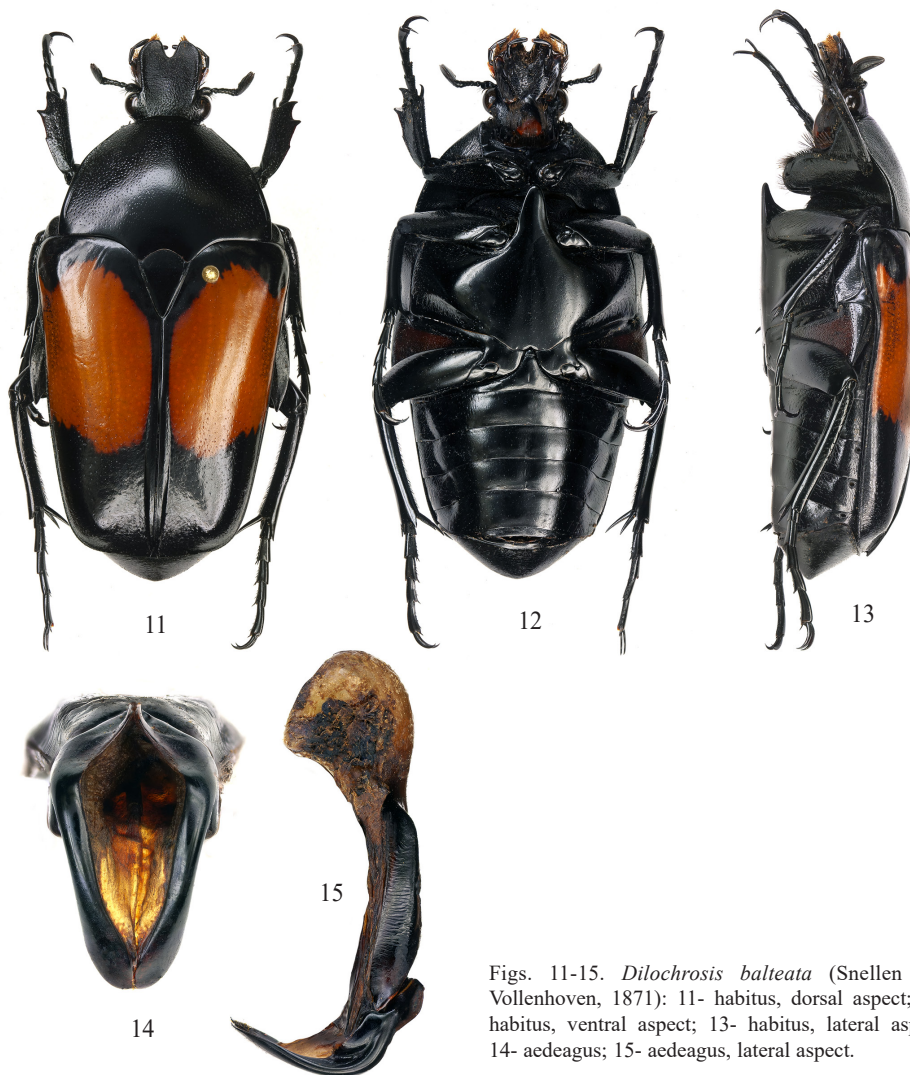 11
12
13
14
15
Figs. 11-15. Dilochrosis balteata (Snellen
Vollenhoven, 1871): 11- habitus, dorsal aspect;
habitus, ventral aspect; 13- habitus, lateral
14- aedeagus; 15- aedeagus, lateral aspect.